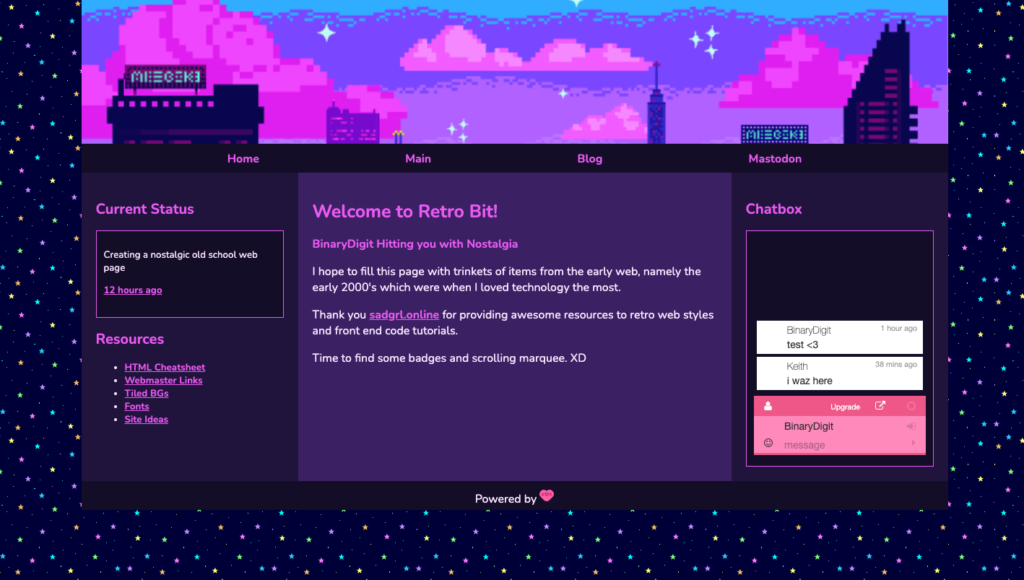 Home Main Blog Mastodon
Current Status
Creating a nostalgic old school web
page
12 hours ago
Resources
HTML Cheatsheet
Webmaster Links
Tiled BGs
Fonts
Site Ideas
Welcome to Retro Bit!
BinaryDigit Hitting you with Nostalgia
I hope to fill this page with trinkets of items from the early web, namely the
early 2000's which were when I loved technology the most.
Thank you sadgrl.online for providing awesome resources to retro web styles
and front end code tutorials.
Time to find some badges and scrolling marquee. XD
Chatbox
BinaryDigit 1 hour ago
test <3
Keith 38 mins ago
i waz here
Upgrade
BinaryDigit
message
Powered by